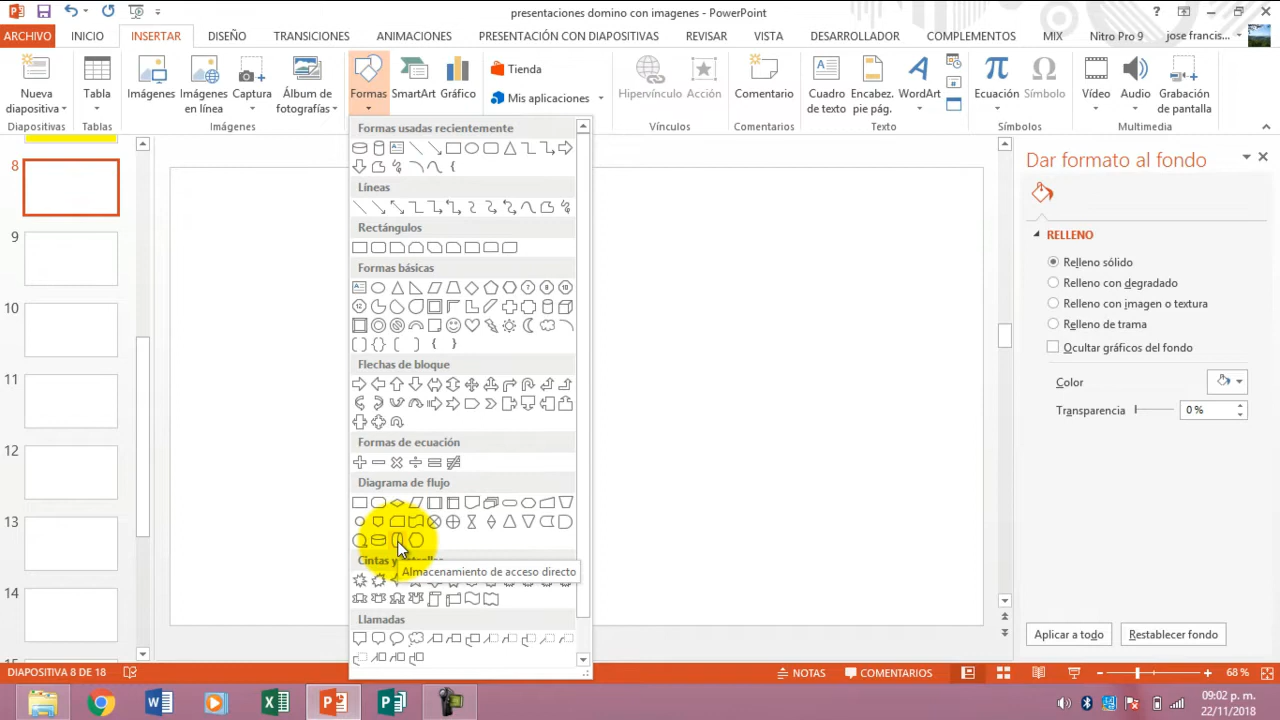 presentaciones domino con imagenes - PowerPoint
?
ARCHIVO INICIO INSERTAR DISEÑO TRANSICIONES ANIMACIONES PRESENTACIÓN CON DIAPOSITIVAS REVISAR VISTA DESARROLLADOR COMPLEMENTOS MIX Nitro Pro 9 jose francis...
Nueva diapositiva
Tabla
Imágenes
Imágenes en línea
Captura
Álbum de fotografías
Formas
SmartArt
Gráfico
Tienda
Mis aplicaciones
Hipervínculo
Acción
Comentario
Cuadro de texto
Encabez. pie pág.
WordArt
Ecuación
Símbolo
Vídeo
Audio
Grabación de pantalla
Diapositivas Tablas Imágenes Vínculos Comentarios Texto Símbolos Multimedia
Formas usadas recientemente
Líneas
Rectángulos
Formas básicas
Flechas de bloque
Formas de ecuación
Diagrama de flujo
Cintas y
Almacenamiento de acceso directo
Llamadas
8
9
10
11
12
13
14
Dar formato al fondo
RELLENO
Relleno sólido
Relleno con degradado
Relleno con imagen o textura
Relleno de trama
Ocultar gráficos del fondo
Color
Transparencia 0 %
Aplicar a todo Restablecer fondo
DIAPOSITIVA 8 DE 18 NOTAS COMENTARIOS 68 %
09:02 p. m.
22/11/2018